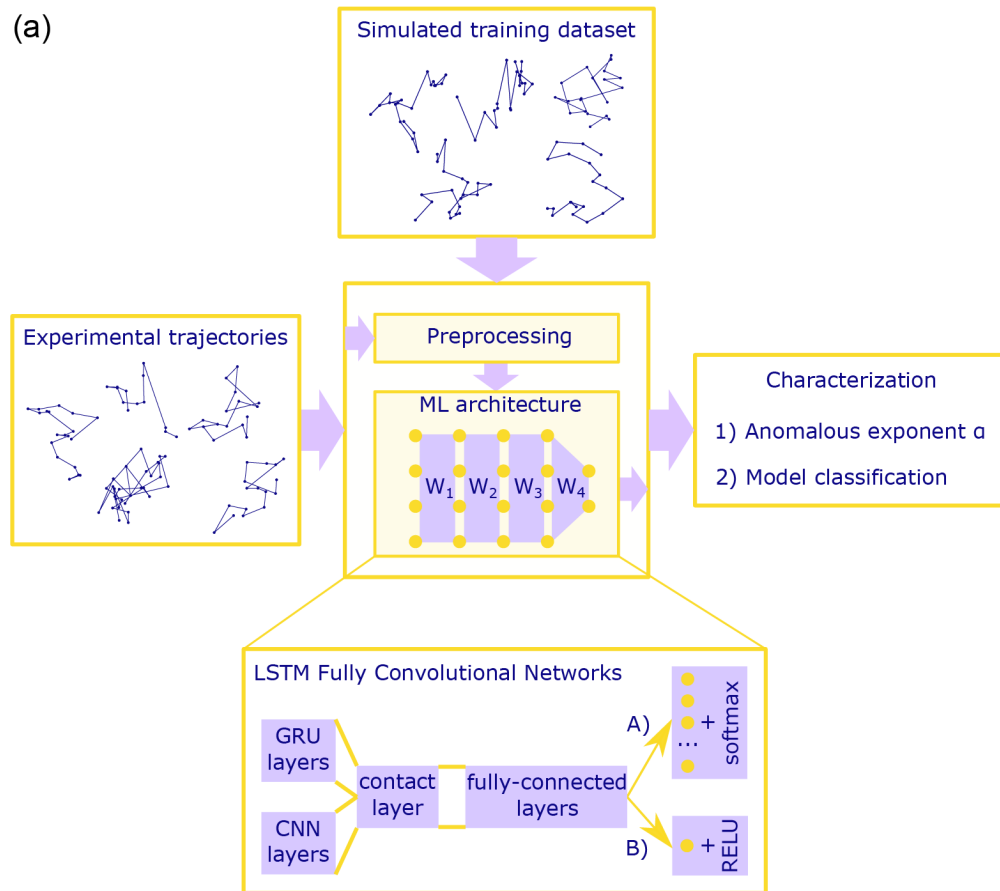 (a)
Simulated training dataset
Experimental trajectories
Preprocessing
ML architecture
W1 W2 W3 W4
Characterization
1) Anomalous exponent α
2) Model classification
LSTM Fully Convolutional Networks
GRU
layers
CNN
layers
contact
layer
fully-connected
layers
A)
... + softmax
B)
+ RELU